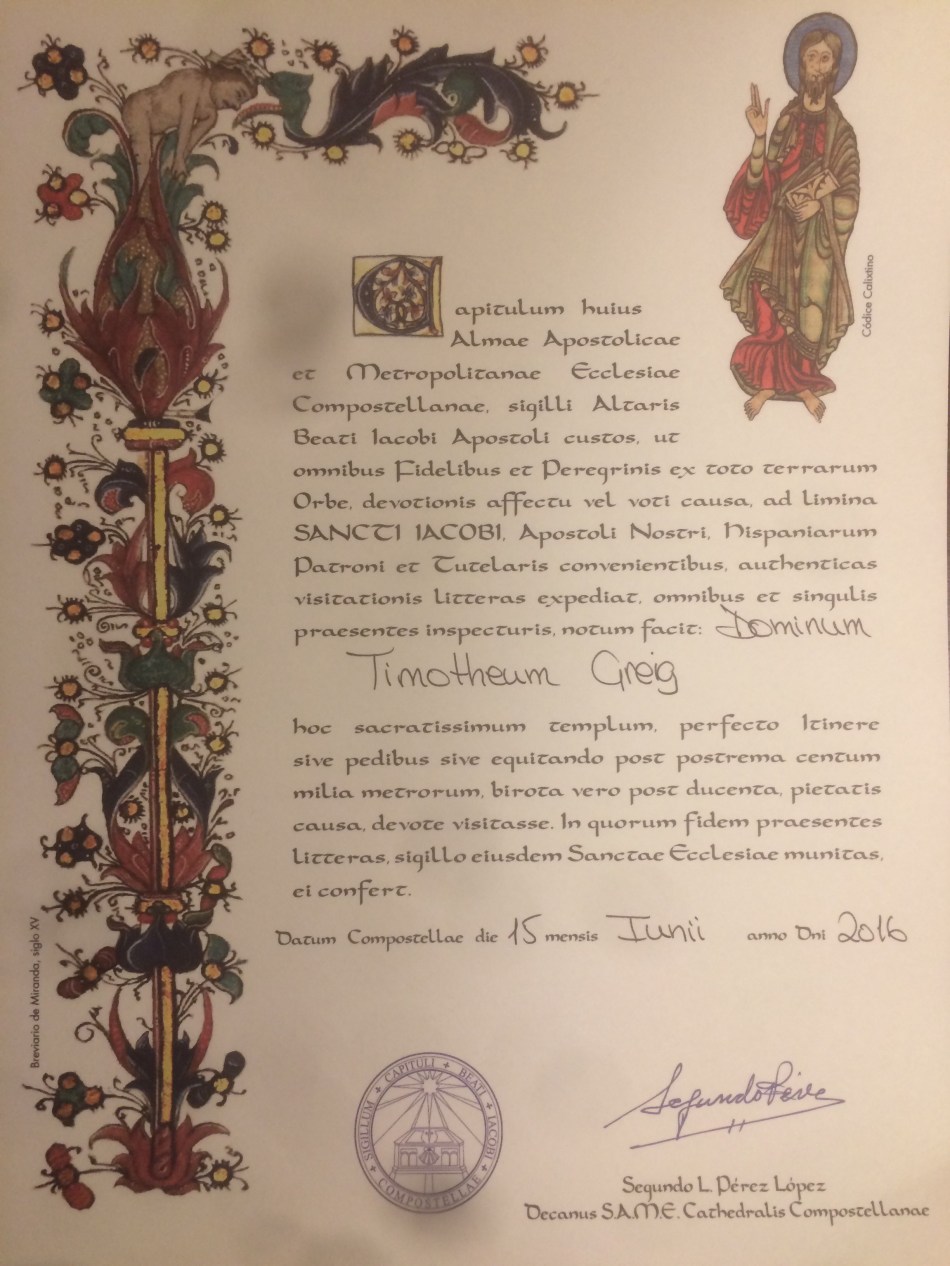 Códice Calixtino
Capitulum huius
Almae Apostolicae
et Metropolitanae Ecclesiae
Compostellanae, sigilli Altaris
Beati Iacobi Apostoli custos, ut
omnibus Fidelibus et Peregrinis ex toto terrarum
Orbe, devotionis affectu vel voti causa, ad limina
SANCTI IACOBI, Apostoli Nostri, Hispaniarum
Patroni et Tutelaris convenientibus, authenticas
visitationis litteras expediat, omnibus et singulis
praesentes inspecturis, notum facit: Dominum
Timotheum Greig
hoc sacratissimum templum, perfecto Itinere
sive pedibus sive equitando post postrema centum
milia metrorum, birota vero post ducenta, pietatis
causa, devote visitasse. In quorum fidem praesentes
litteras, sigillo eiusdem Sanctae Ecclesiae munitas,
ei confert.
Datum Compostellae die 15 mensis Iunii anno Dni 2016
Breviario de Miranda, siglo XV
SIGILLUM CAPITULI BEATI IACOBI COMPOSTELLAE
Segundo Pérez
Segundo L. Pérez López
Decanus S.A.M.E. Cathedralis Compostellanae